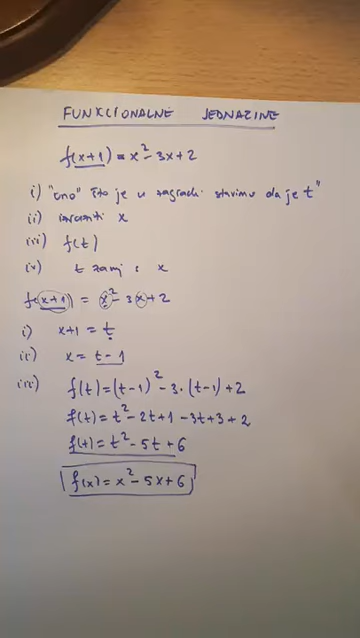 FUNKCIONALNE JEDNAZINE
f(x+1) = x² - 3x + 2
i) "ono" što je u zagradi stavimo da je t"
ii) izraziti x
iii) f(t)
iv) t zamj s x
f(x+1) = x² - 3x + 2
i) x+1 = t
ii) x = t - 1
iii) f(t) = (t-1)² - 3·(t-1) + 2
f(t) = t² - 2t + 1 - 3t + 3 + 2
f(t) = t² - 5t + 6
f(x) = x² - 5x + 6